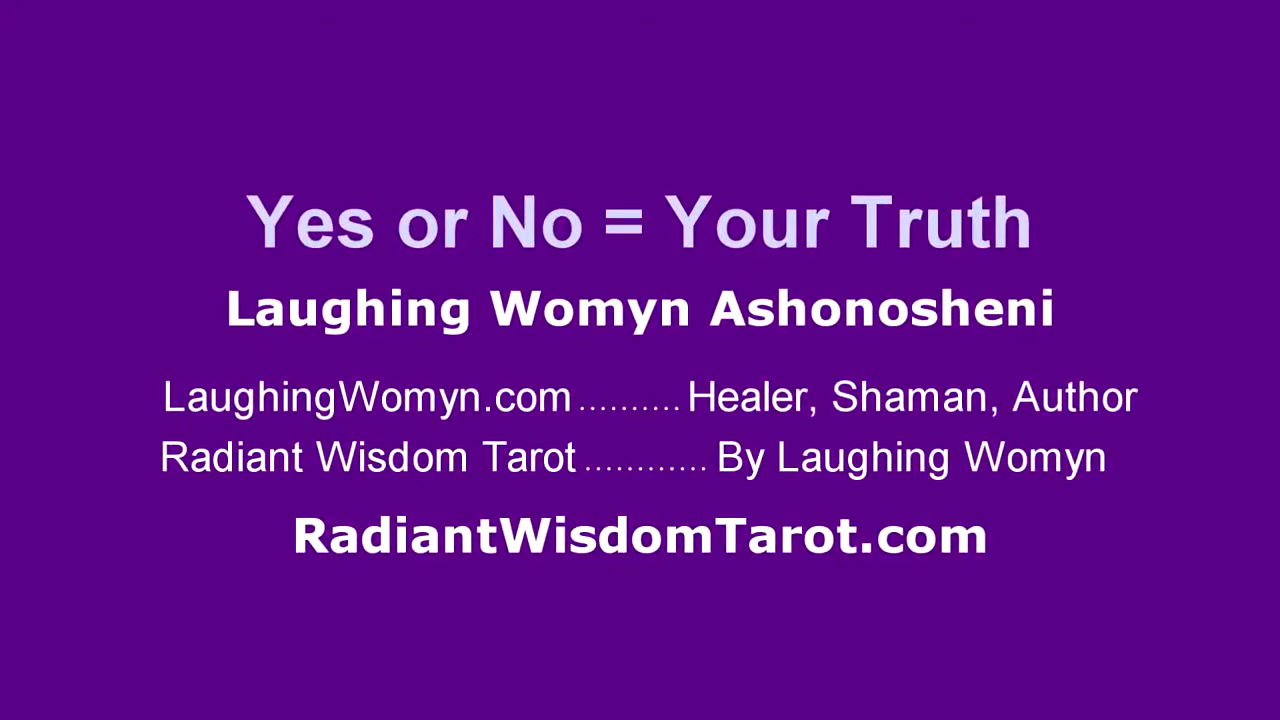 Yes or No = Your Truth
Laughing Womyn Ashonosheni
LaughingWomyn.com .......... Healer, Shaman, Author
Radiant Wisdom Tarot ............ By Laughing Womyn
RadiantWisdomTarot.com